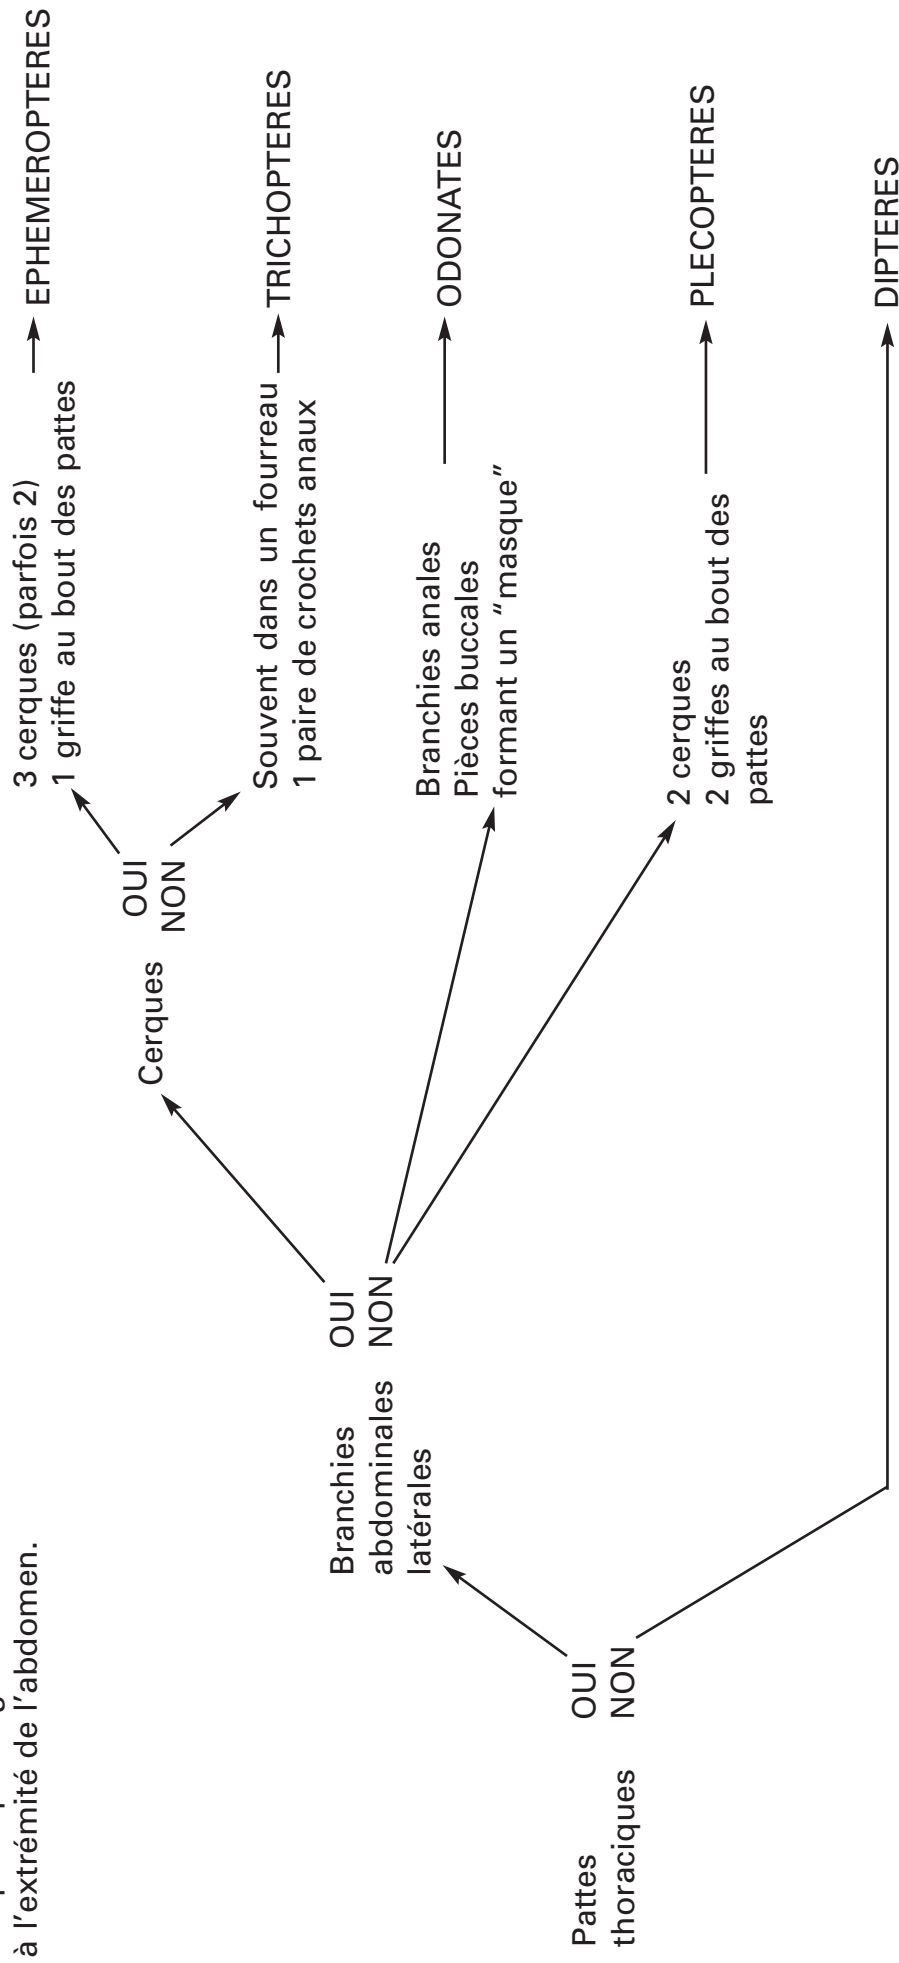 à l'extrémité de l'abdomen.
Pattes
thoraciques
OUI
NON
Branchies
abdominales
latérales
OUI
NON
Cerques
OUI
NON
3 cerques (parfois 2)
1 griffe au bout des pattes
EPHEMEROPTERES
Souvent dans un fourreau
1 paire de crochets anaux
TRICHOPTERES
Branchies anales
Pièces buccales
formant un "masque"
ODONATES
2 cerques
2 griffes au bout des
pattes
PLECOPTERES
DIPTERES